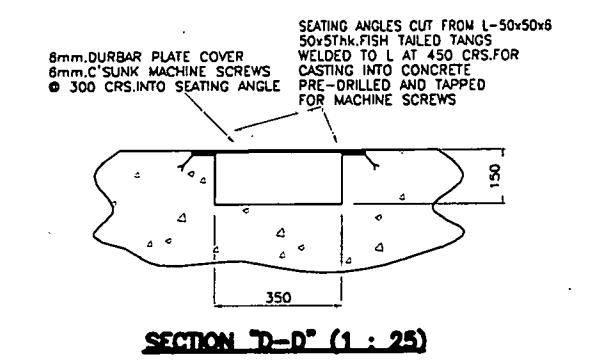 SEATING ANGLES CUT FROM L-50x50x6
50x5Thk.FISH TAILED TANGS
WELDED TO L AT 450 CRS.FOR
CASTING INTO CONCRETE
PRE-DRILLED AND TAPPED
FOR MACHINE SCREWS
6mm.DURBAR PLATE COVER
6mm.C'SUNK MACHINE SCREWS
@ 300 CRS.INTO SEATING ANGLE
150
350
SECTION "D-D" (1 : 25)